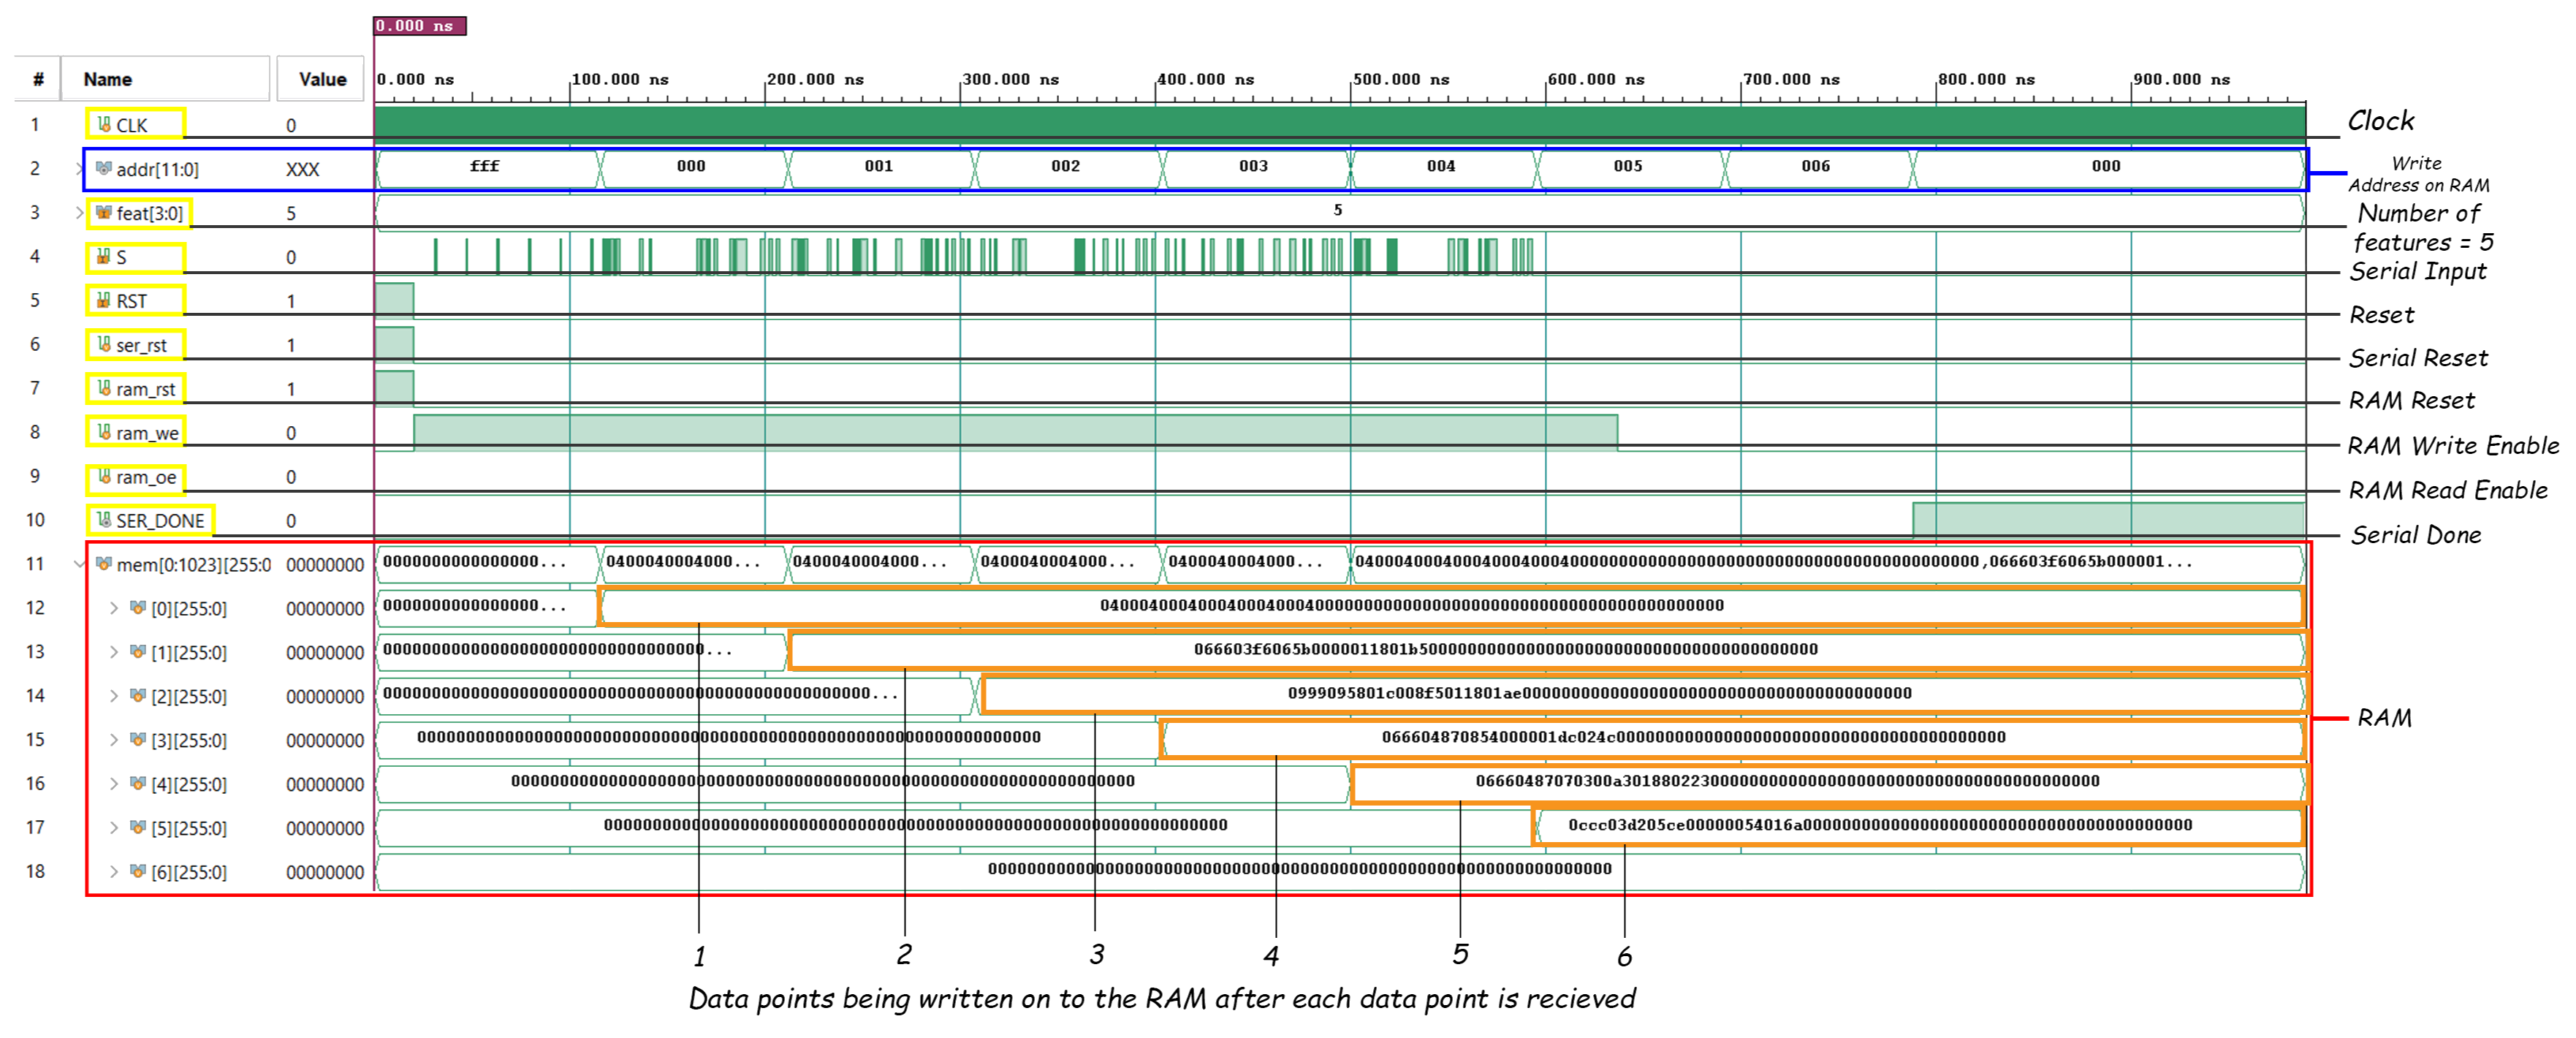 0.000 ns
# Name Value 0.000 ns 100.000 ns 200.000 ns 300.000 ns 400.000 ns 500.000 ns 600.000 ns 700.000 ns 800.000 ns 900.000 ns
1 CLK 0 Clock
2 addr[11:0] XXX fff 000 001 002 003 004 005 006 000 Write
Address on RAM
3 feat[3:0] 5 5 Number of
features = 5
4 S 0 Serial Input
5 RST 1 Reset
6 ser_rst 1 Serial Reset
7 ram_rst 1 RAM Reset
8 ram_we 0 RAM Write Enable
9 ram_oe 0 RAM Read Enable
10 SER_DONE 0 Serial Done
11 mem[0:1023][255:0 00000000 0000000000000000... 0400040004000... 0400040004000... 0400040004000... 0400040004000... 0400040004000400040004000000000000000000000000000000000000000000,066603f6065b000001...
12 [0][255:0] 00000000 0000000000000000... 0400040004000400040004000000000000000000000000000000000000000000
13 [1][255:0] 00000000 000000000000000000000000000000000... 066603f6065b0000011801b50000000000000000000000000000000000000000
14 [2][255:0] 00000000 00000000000000000000000000000000000000000000000000... 0999095801c008f5011801ae0000000000000000000000000000000000000000
15 [3][255:0] 00000000 0000000000000000000000000000000000000000000000000000000000000000 066604870854000001dc024c0000000000000000000000000000000000000000
RAM
16 [4][255:0] 00000000 0000000000000000000000000000000000000000000000000000000000000000 06660487070300a3018802230000000000000000000000000000000000000000
17 [5][255:0] 00000000 0000000000000000000000000000000000000000000000000000000000000000 0ccc03d205ce00000054016a0000000000000000000000000000000000000000
18 [6][255:0] 00000000 0000000000000000000000000000000000000000000000000000000000000000
1 2 3 4 5 6
Data points being written on to the RAM after each data point is recieved